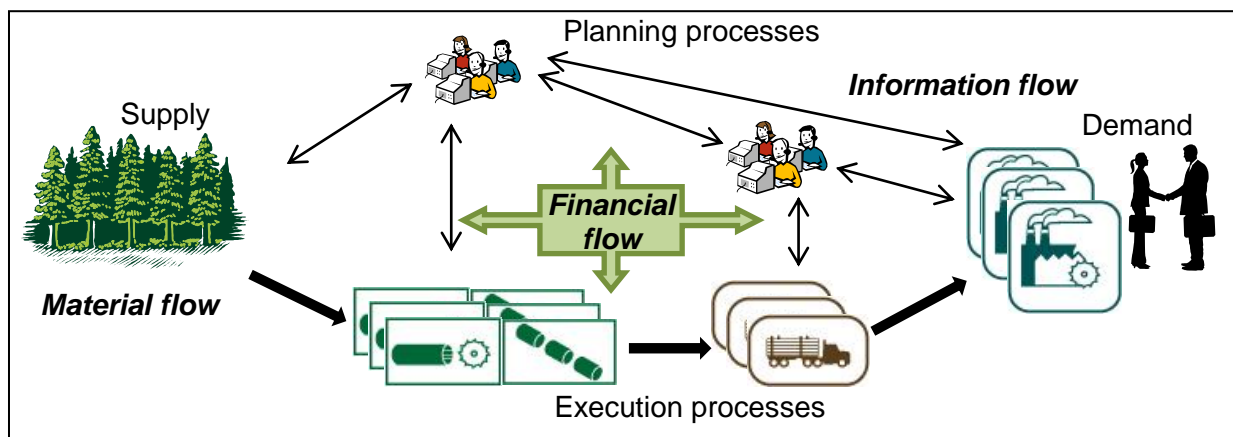 Planning processes
Information flow
Supply
Demand
Financial
flow
Material flow
Execution processes